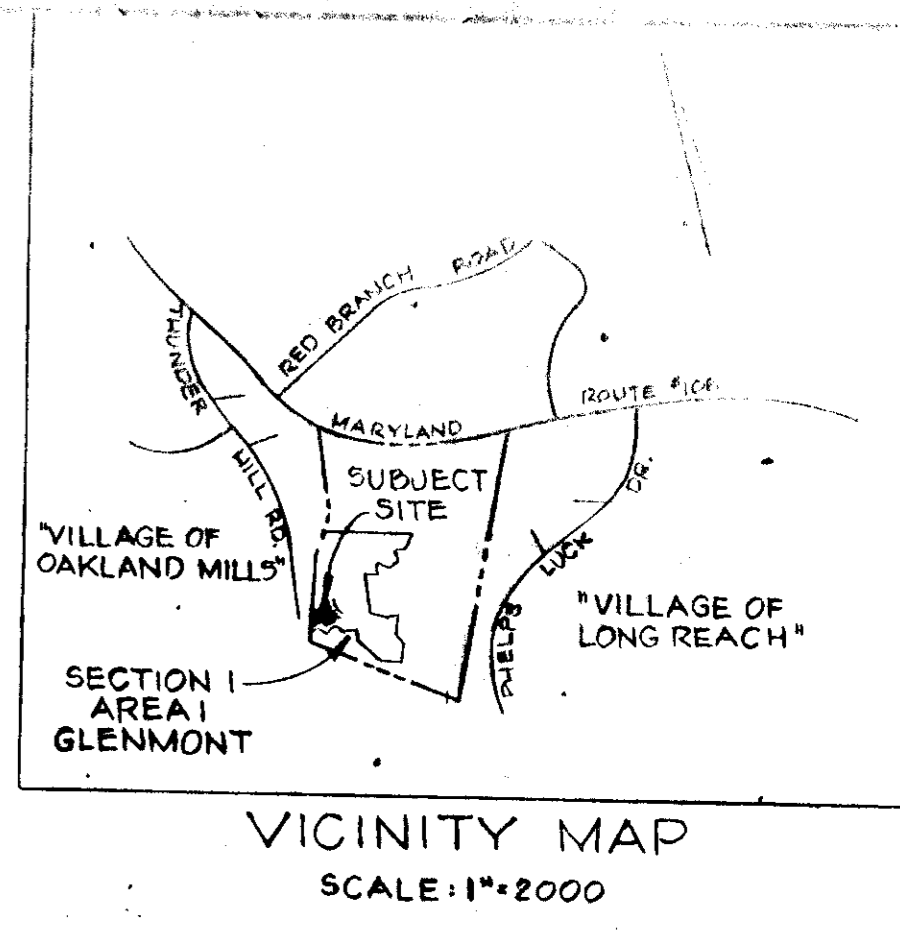 RED BRANCH ROAD
THUNDER HILL RD.
MARYLAND ROUTE #108
SUBJECT
SITE
"VILLAGE OF
OAKLAND MILLS"
PHELPS LUCK DR.
"VILLAGE OF
LONG REACH"
SECTION 1
AREA 1
GLENMONT
VICINITY MAP
SCALE: 1"=2000